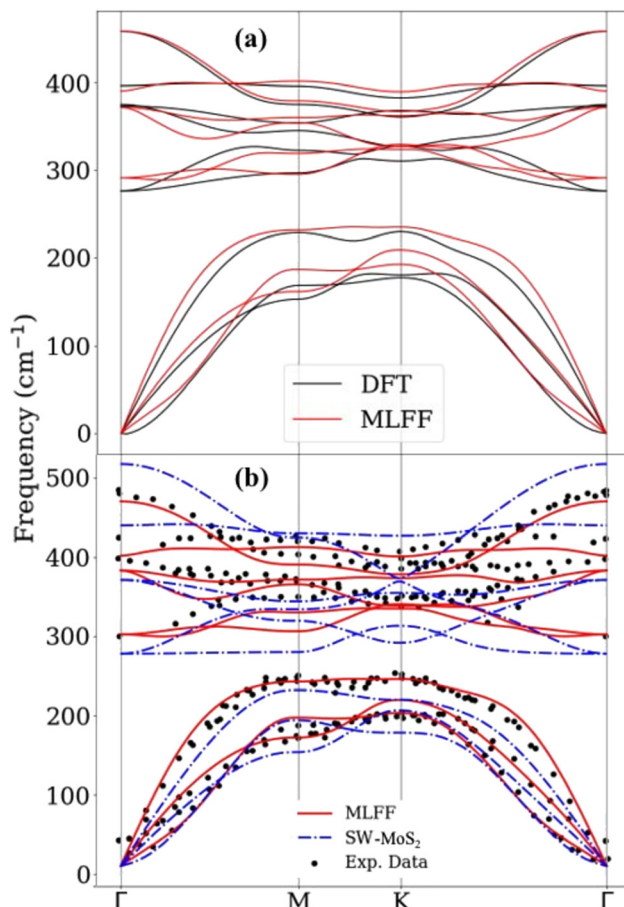 (a)
400
300
200
100
0
DFT
MLFF
Frequency (cm⁻¹)
(b)
500
400
300
200
100
0
MLFF
SW-MoS₂
Exp. Data
Γ M K Γ